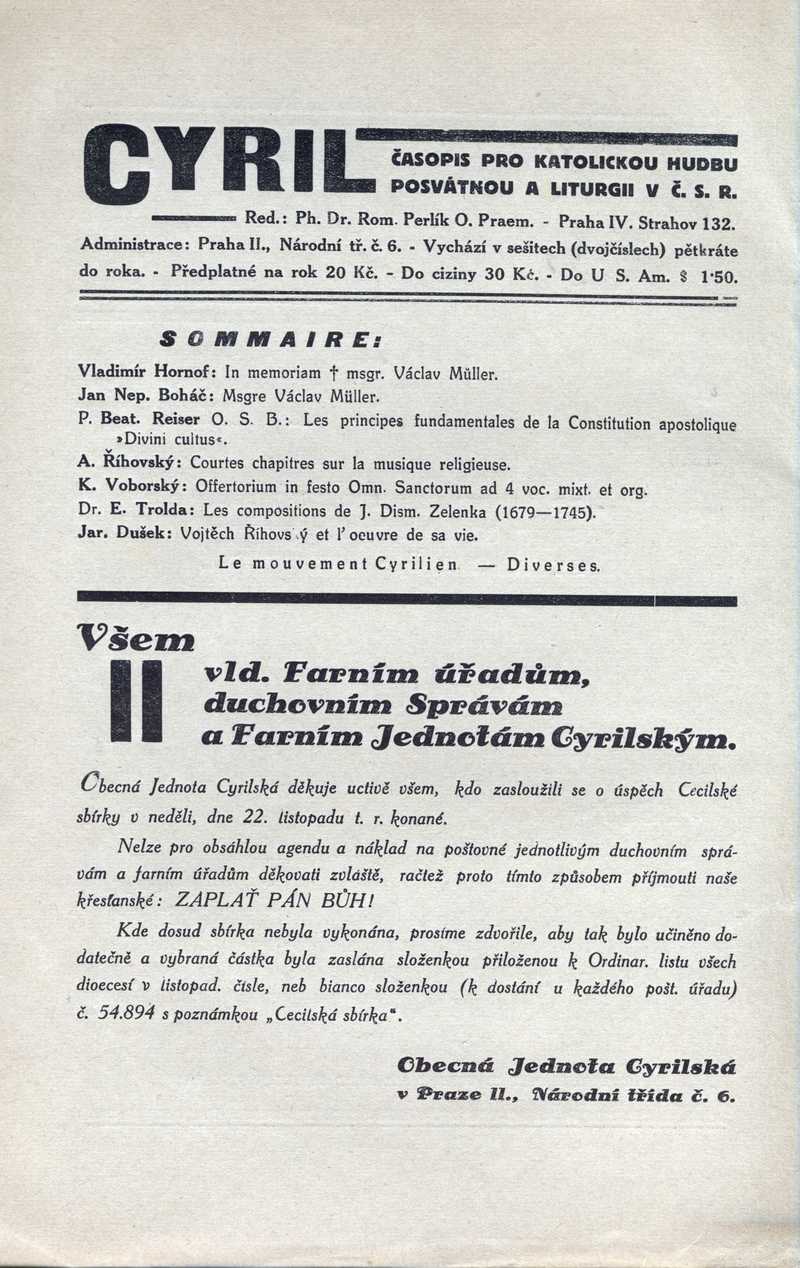 CYRIL
ČASOPIS PRO KATOLICKOU HUDBU
POSVÁTNOU A LITURGII V Č. S. R.
Red.: Ph. Dr. Rom. Perlík O. Praem. - Praha IV. Strahov 132.
Administrace: Praha II., Národní tř. č. 6. - Vychází v sešitech (dvojčíslech) pětkráte
do roka. - Předplatné na rok 20 Kč. - Do ciziny 30 Kč. - Do U S. Am. $ 1·50.
SOMMAIRE:
Vladimír Hornof: In memoriam † msgr. Václav Müller.
Jan Nep. Boháč: Msgre Václav Müller.
P. Beat. Reiser O. S. B.: Les principes fundamentales de la Constitution apostolique
»Divini cultus«.
A. Říhovský: Courtes chapitres sur la musique religieuse.
K. Voborský: Offertorium in festo Omn. Sanctorum ad 4 voc. mixt. et org.
Dr. E. Trolda: Les compositions de J. Dism. Zelenka (1679—1745).
Jar. Dušek: Vojtěch Říhovs ý et l'oeuvre de sa vie.
Le mouvement Cyrilien — Diverses.
Všem
vld. Farním úřadům,
duchovním Správám
a Farním Jednotám Cyrilským.
Obecná Jednota Cyrilská děkuje uctivě všem, kdo zasloužili se o úspěch Cecilské
sbírky v neděli, dne 22. listopadu t. r. konané.
Nelze pro obsáhlou agendu a náklad na poštovné jednotlivým duchovním sprá-
vám a farním úřadům děkovati zvláště, račtež proto tímto způsobem příjmouti naše
křesťanské: ZAPLAŤ PÁN BŮH!
Kde dosud sbírka nebyla vykonána, prosíme zdvořile, aby tak bylo učiněno do-
datečně a vybraná částka byla zaslána složenkou přiloženou k Ordinar. listu všech
dioecesí v listopad. čísle, neb bianco složenkou (k dostání u každého pošt. úřadu)
č. 54.894 s poznámkou „Cecilská sbírka".
Obecná Jednota Cyrilská
v Praze II., Národní třída č. 6.